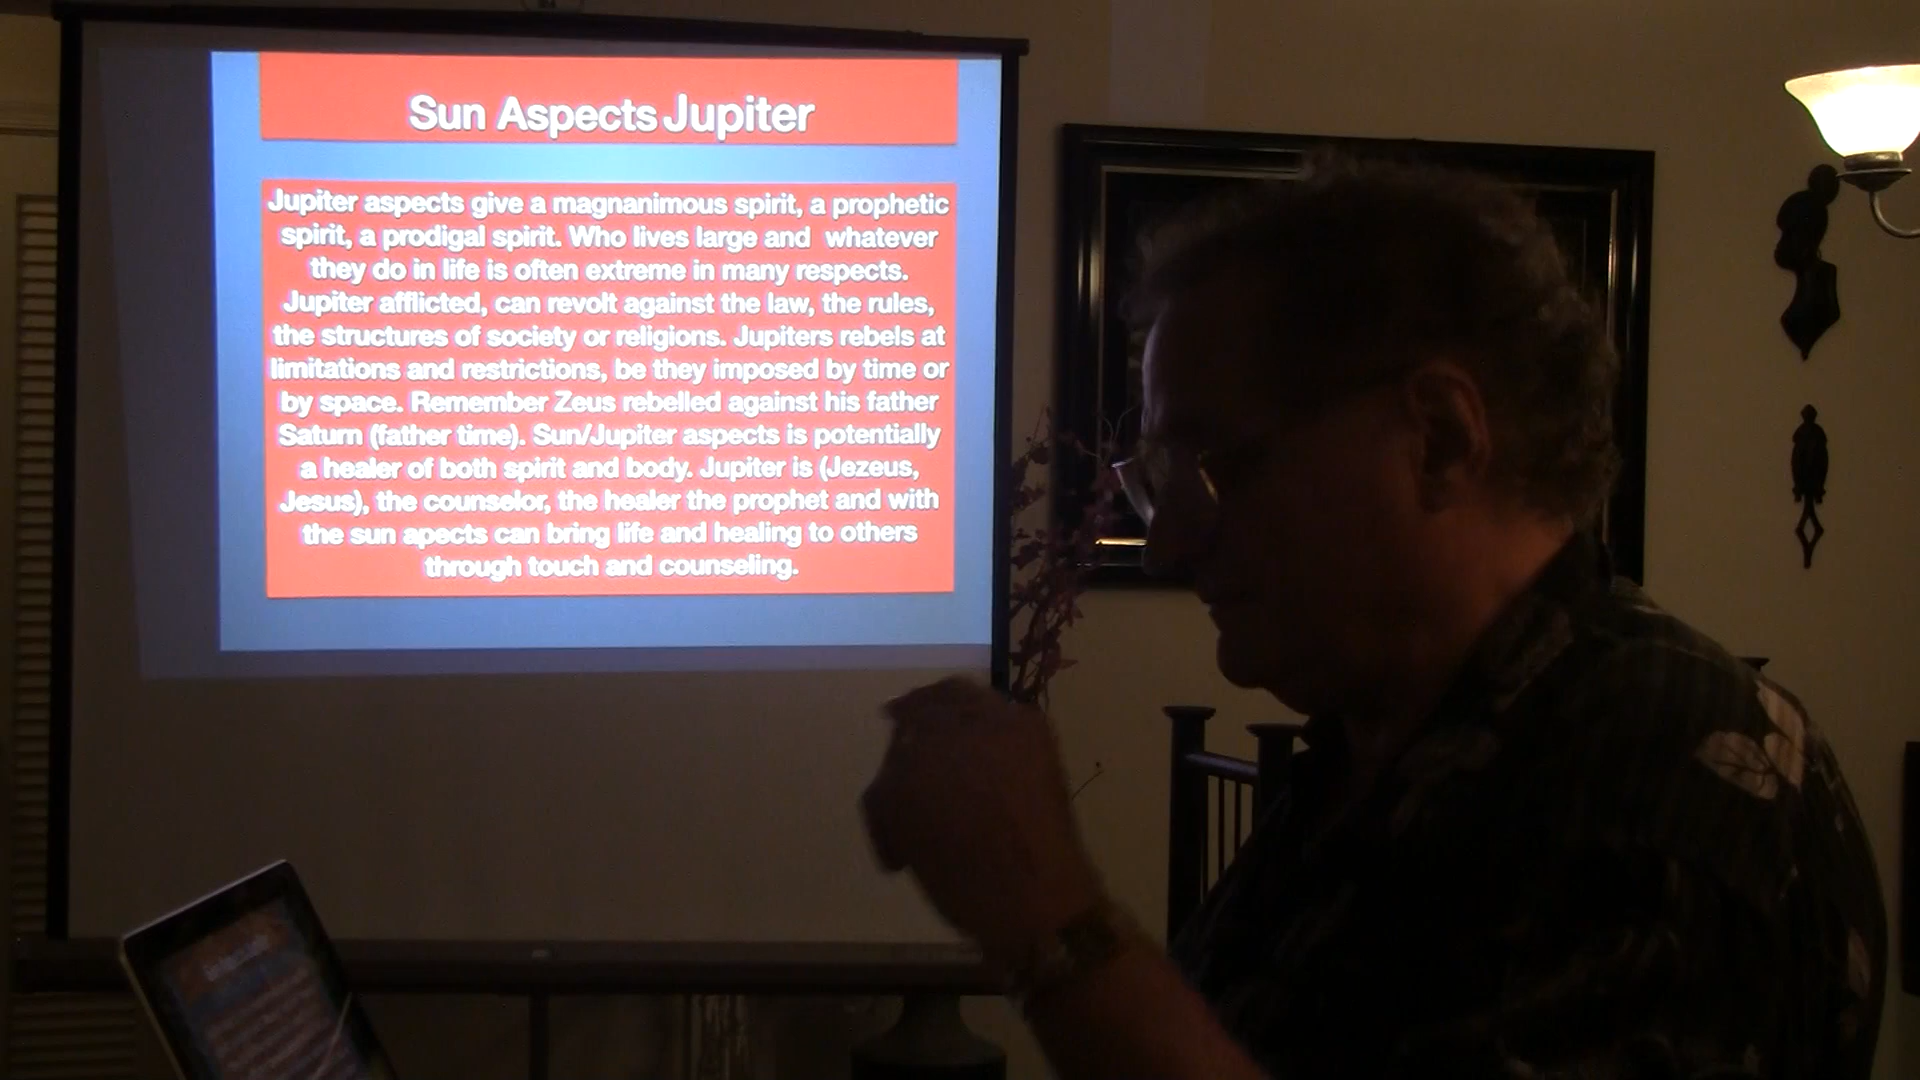 Sun Aspects Jupiter
Jupiter aspects give a magnanimous spirit, a prophetic
spirit, a prodigal spirit. Who lives large and whatever
they do in life is often extreme in many respects.
Jupiter afflicted, can revolt against the law, the rules,
the structures of society or religions. Jupiters rebels at
limitations and restrictions, be they imposed by time or
by space. Remember Zeus rebelled against his father
Saturn (father time). Sun/Jupiter aspects is potentially
a healer of both spirit and body. Jupiter is (Jezeus,
Jesus), the counselor, the healer the prophet and with
the sun apects can bring life and healing to others
through touch and counseling.